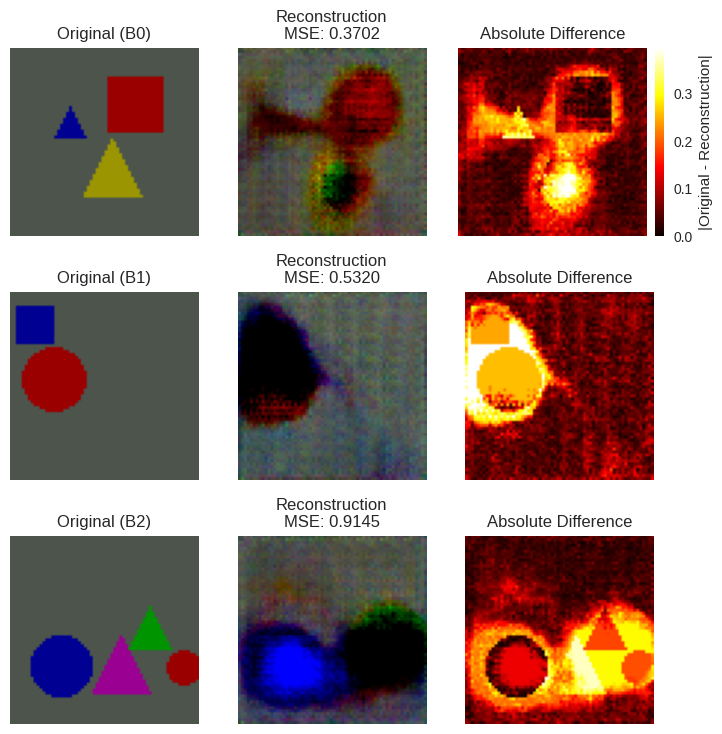 Original (B0)
Reconstruction
MSE: 0.3702
Absolute Difference
0.3
0.2
0.1
0.0
|Original - Reconstruction|
Original (B1)
Reconstruction
MSE: 0.5320
Absolute Difference
Original (B2)
Reconstruction
MSE: 0.9145
Absolute Difference